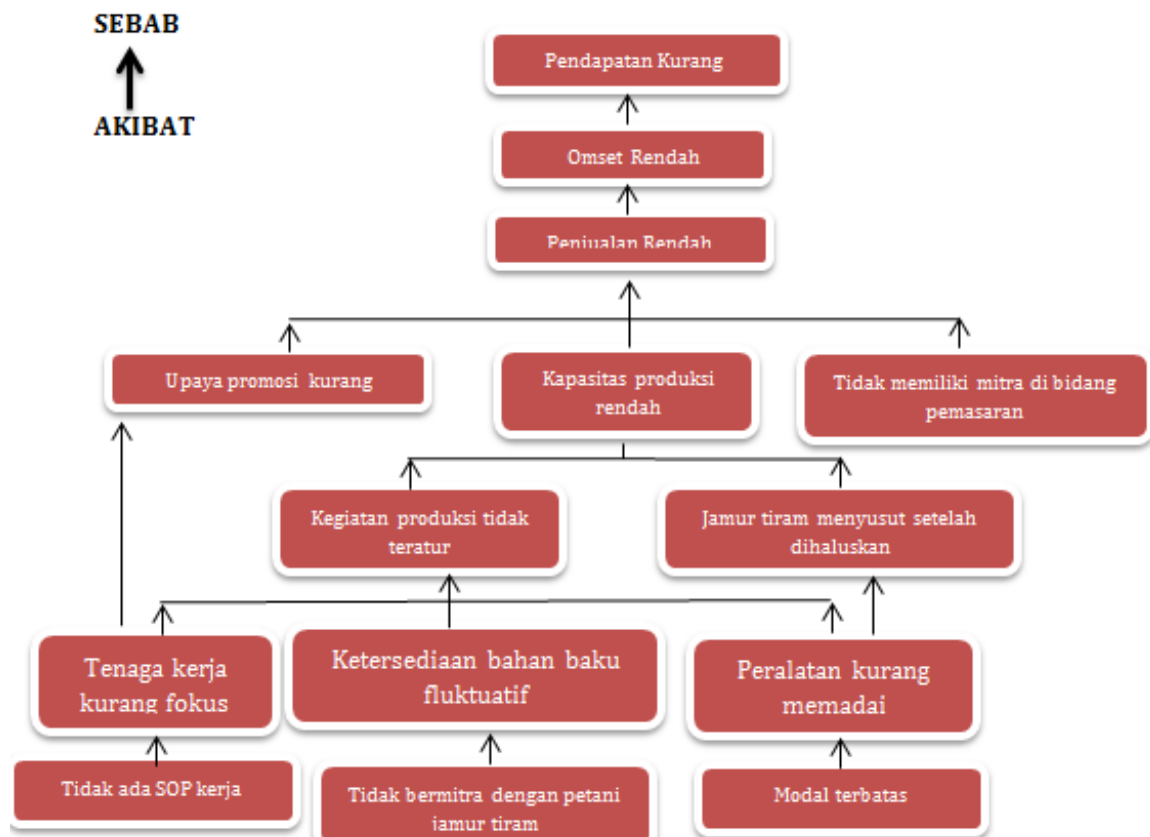 SEBAB
AKIBAT
Pendapatan Kurang
Omset Rendah
Penjualan Rendah
Upaya promosi kurang
Kapasitas produksi
rendah
Tidak memiliki mitra di bidang
pemasaran
Kegiatan produksi tidak
teratur
Jamur tiram menyusut setelah
dihaluskan
Tenaga kerja
kurang fokus
Ketersediaan bahan baku
fluktuatif
Peralatan kurang
memadai
Tidak ada SOP kerja
Tidak bermitra dengan petani
jamur tiram
Modal terbatas